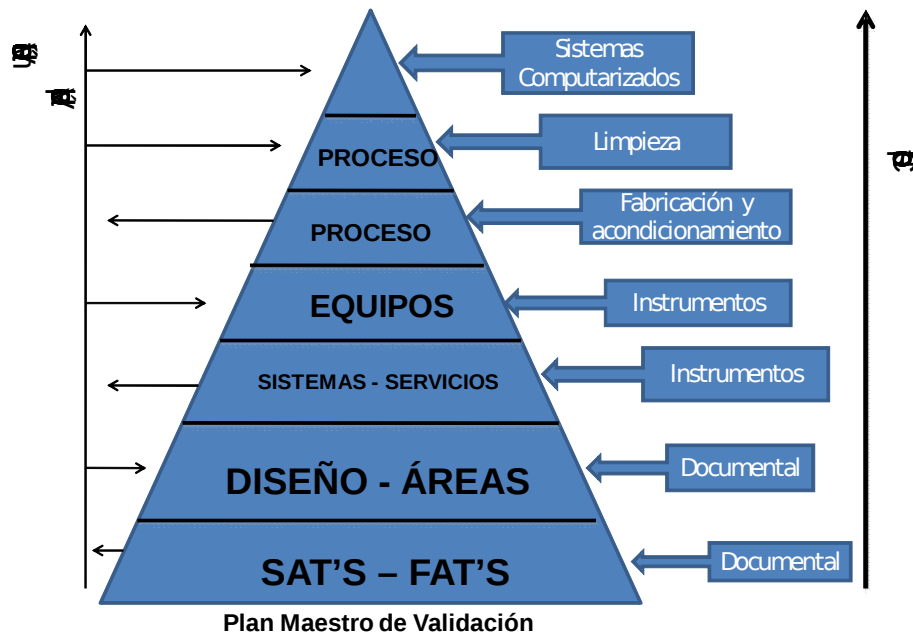 Sistemas
Computarizados
Limpieza
PROCESO
Fabricación y
acondicionamiento
PROCESO
Instrumentos
EQUIPOS
Instrumentos
SISTEMAS - SERVICIOS
Documental
DISEÑO - ÁREAS
Documental
SAT'S – FAT'S
Plan Maestro de Validación